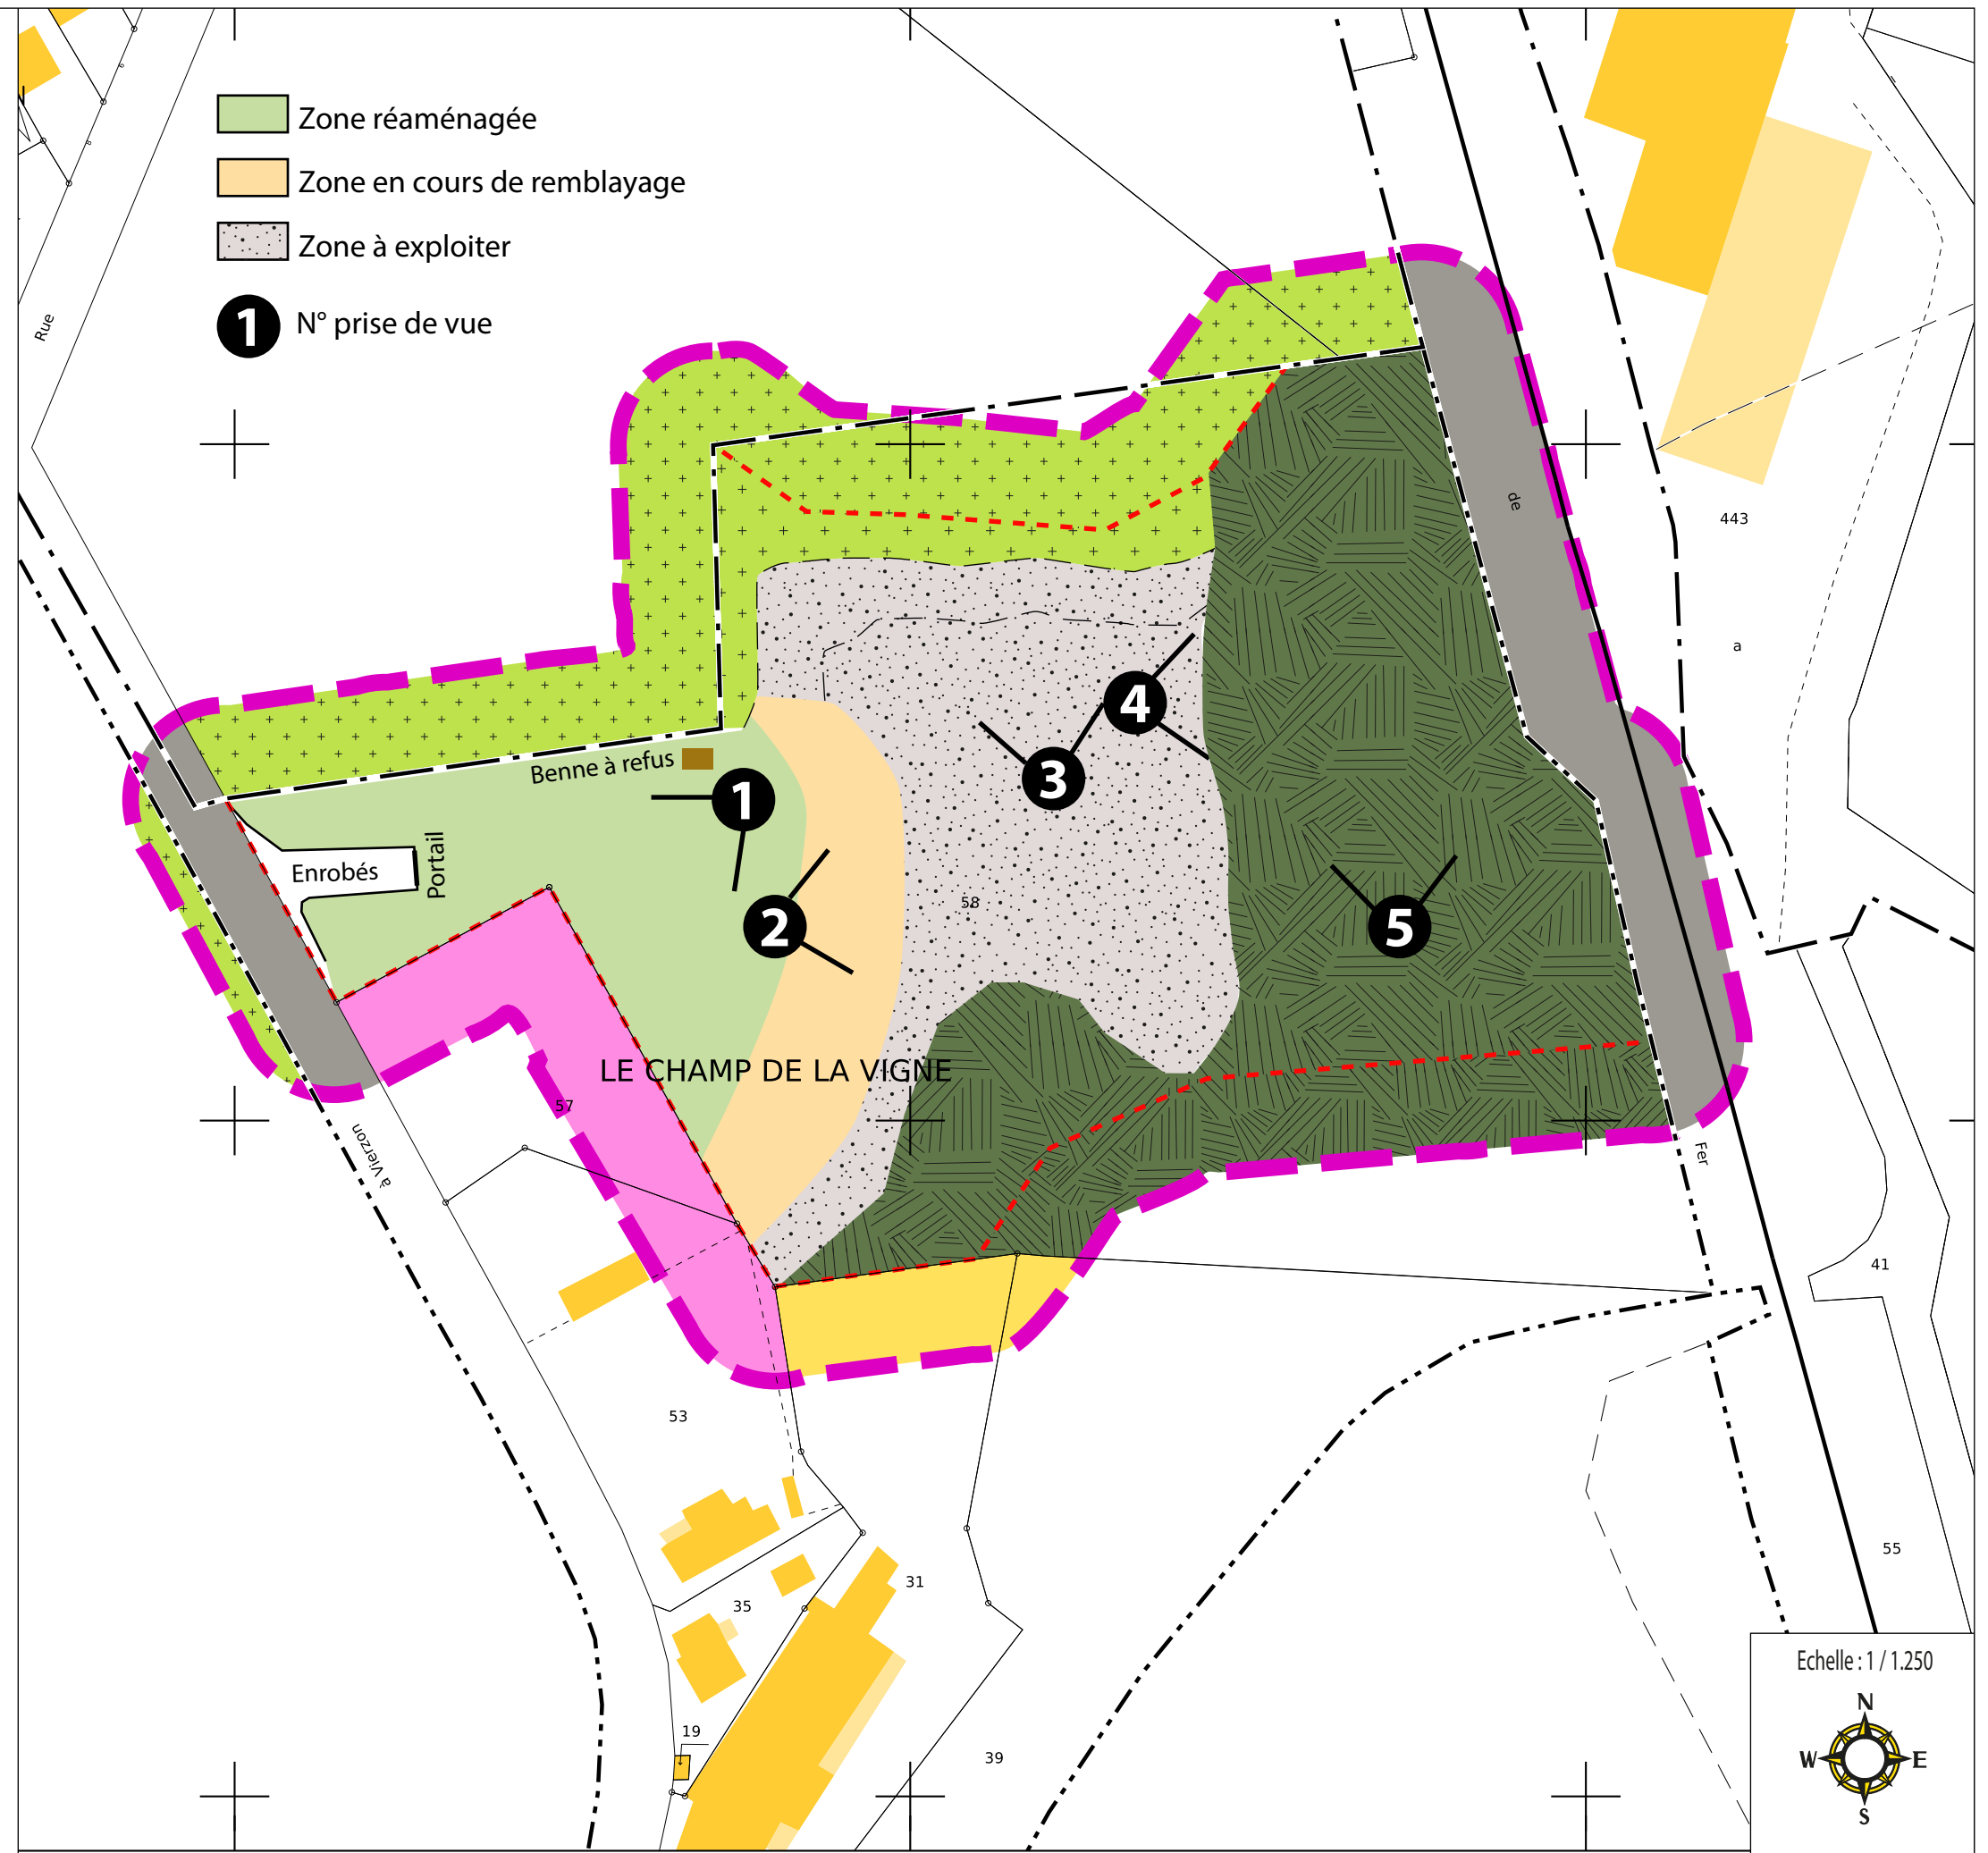 Zone réaménagée
Zone en cours de remblayage
Zone à exploiter
1 N° prise de vue
Rue
de
443
a
4
3
Benne à refus
1
Enrobés
Portail
58
2
5
LE CHAMP DE LA VIGNE
57
à Vierzon
Fer
41
53
55
31
35
19
39
Echelle : 1 / 1.250
N
W E
S